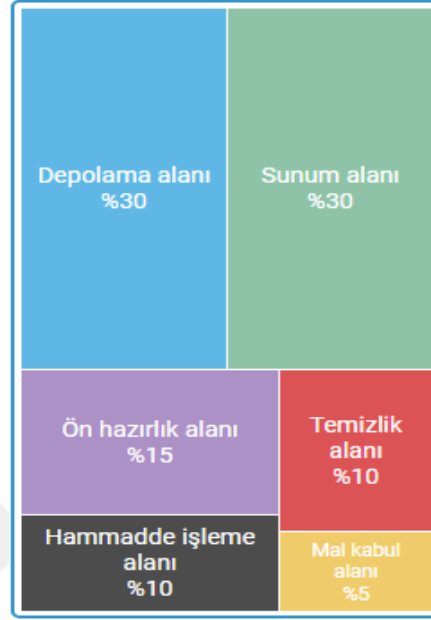 Depolama alanı
%30
Sunum alanı
%30
Ön hazırlık alanı
%15
Temizlik
alanı
%10
Hammadde işleme
alanı
%10
Mal kabul
alanı
%5